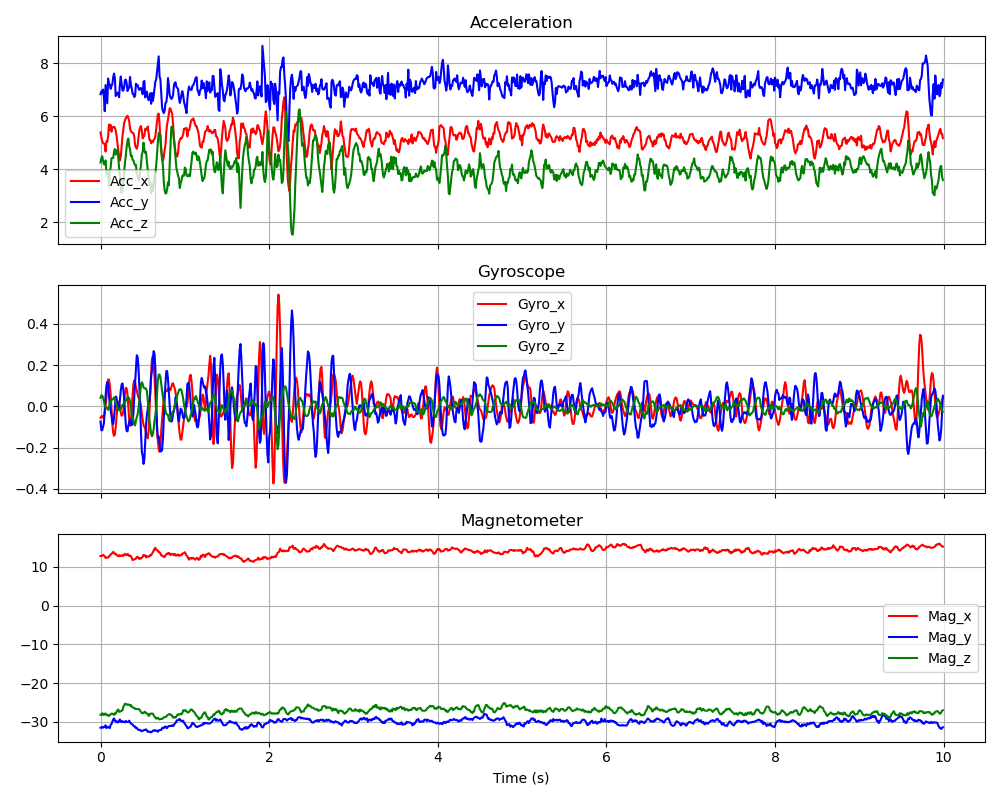 Acceleration
8
6
4
2
Acc_x
Acc_y
Acc_z
Gyroscope
0.4
0.2
0.0
−0.2
−0.4
Gyro_x
Gyro_y
Gyro_z
Magnetometer
10
0
−10
−20
−30
Mag_x
Mag_y
Mag_z
0 2 4 6 8 10
Time (s)